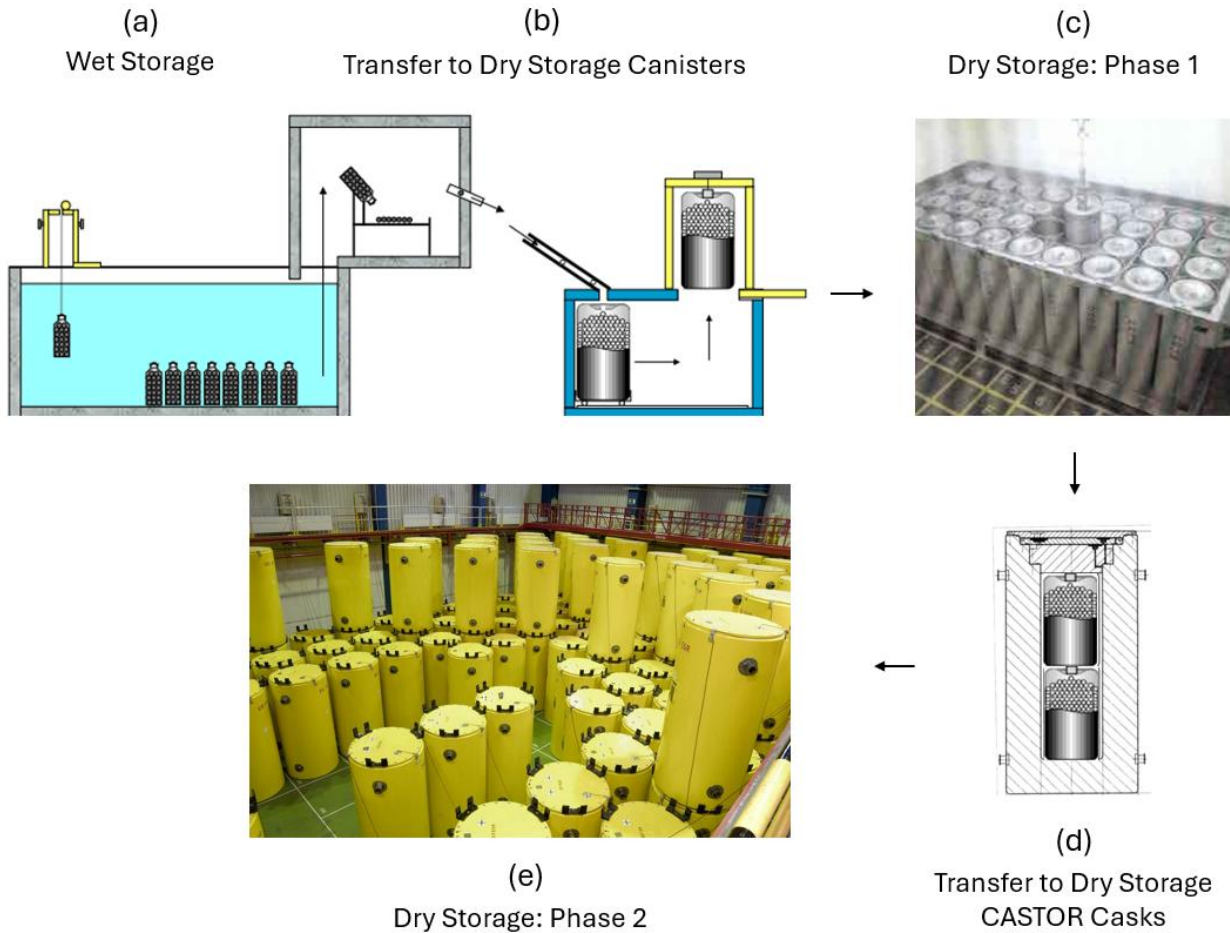 (a)
Wet Storage
(b)
Transfer to Dry Storage Canisters
(c)
Dry Storage: Phase 1
(d)
Transfer to Dry Storage
CASTOR Casks
(e)
Dry Storage: Phase 2